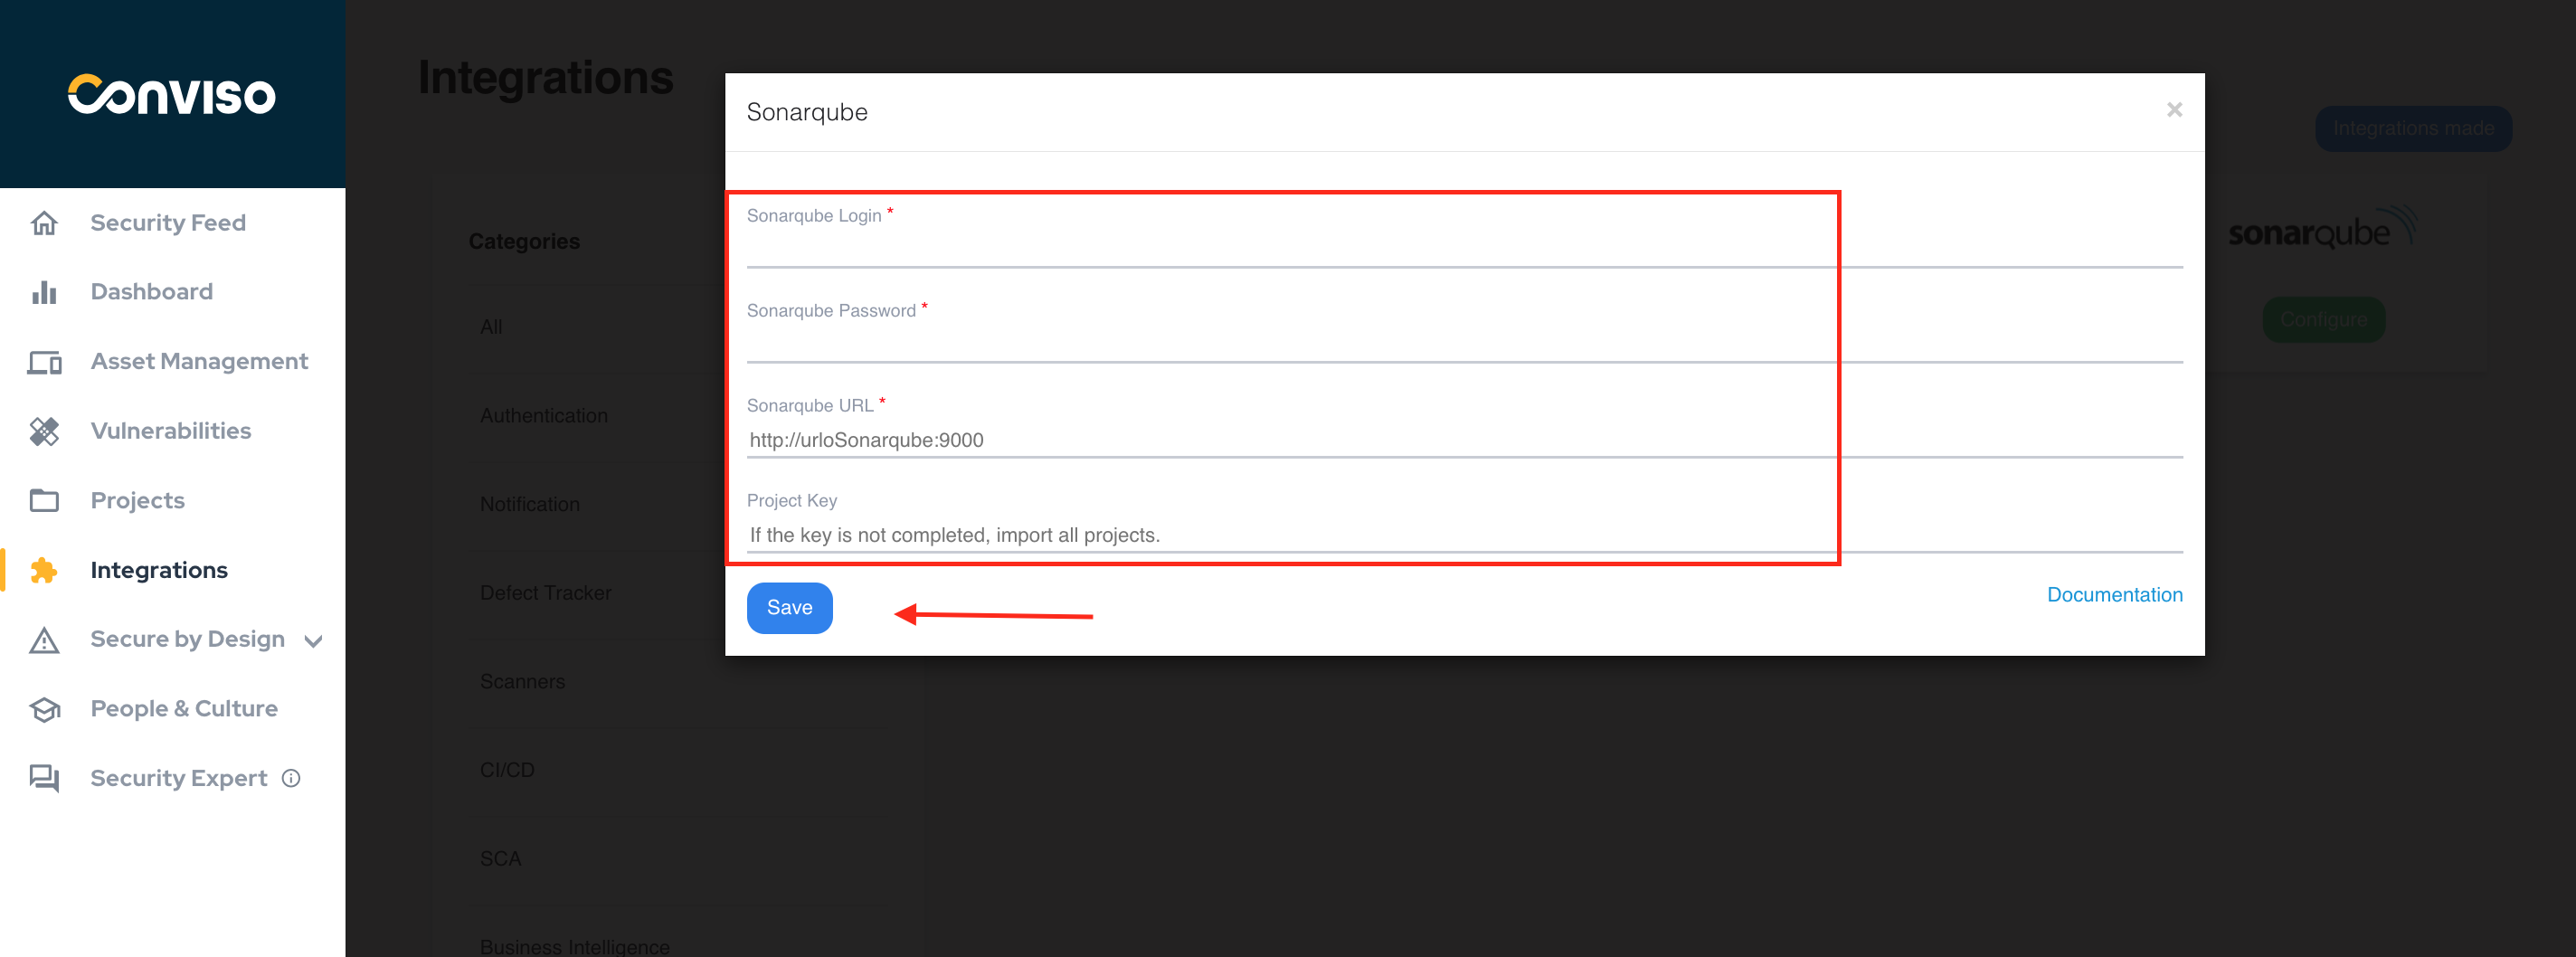 CONVISO
Security Feed
Dashboard
Asset Management
Vulnerabilities
Projects
Integrations
Secure by Design
People & Culture
Security Expert
Integrations
Integrations made
Categories
All
Authentication
Notification
Defect Tracker
Scanners
CI/CD
SCA
Business Intelligence
sonarqube
Configure
Sonarqube
×
Sonarqube Login *
Sonarqube Password *
Sonarqube URL *
http://urloSonarqube:9000
Project Key
If the key is not completed, import all projects.
Save
Documentation